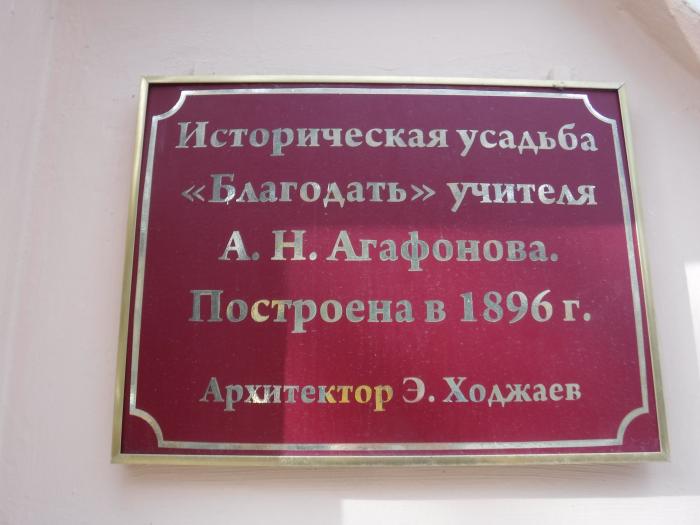 Историческая усадьба
«Благодать» учителя
А. Н. Агафонова.
Построена в 1896 г.
Архитектор Э. Ходжаев